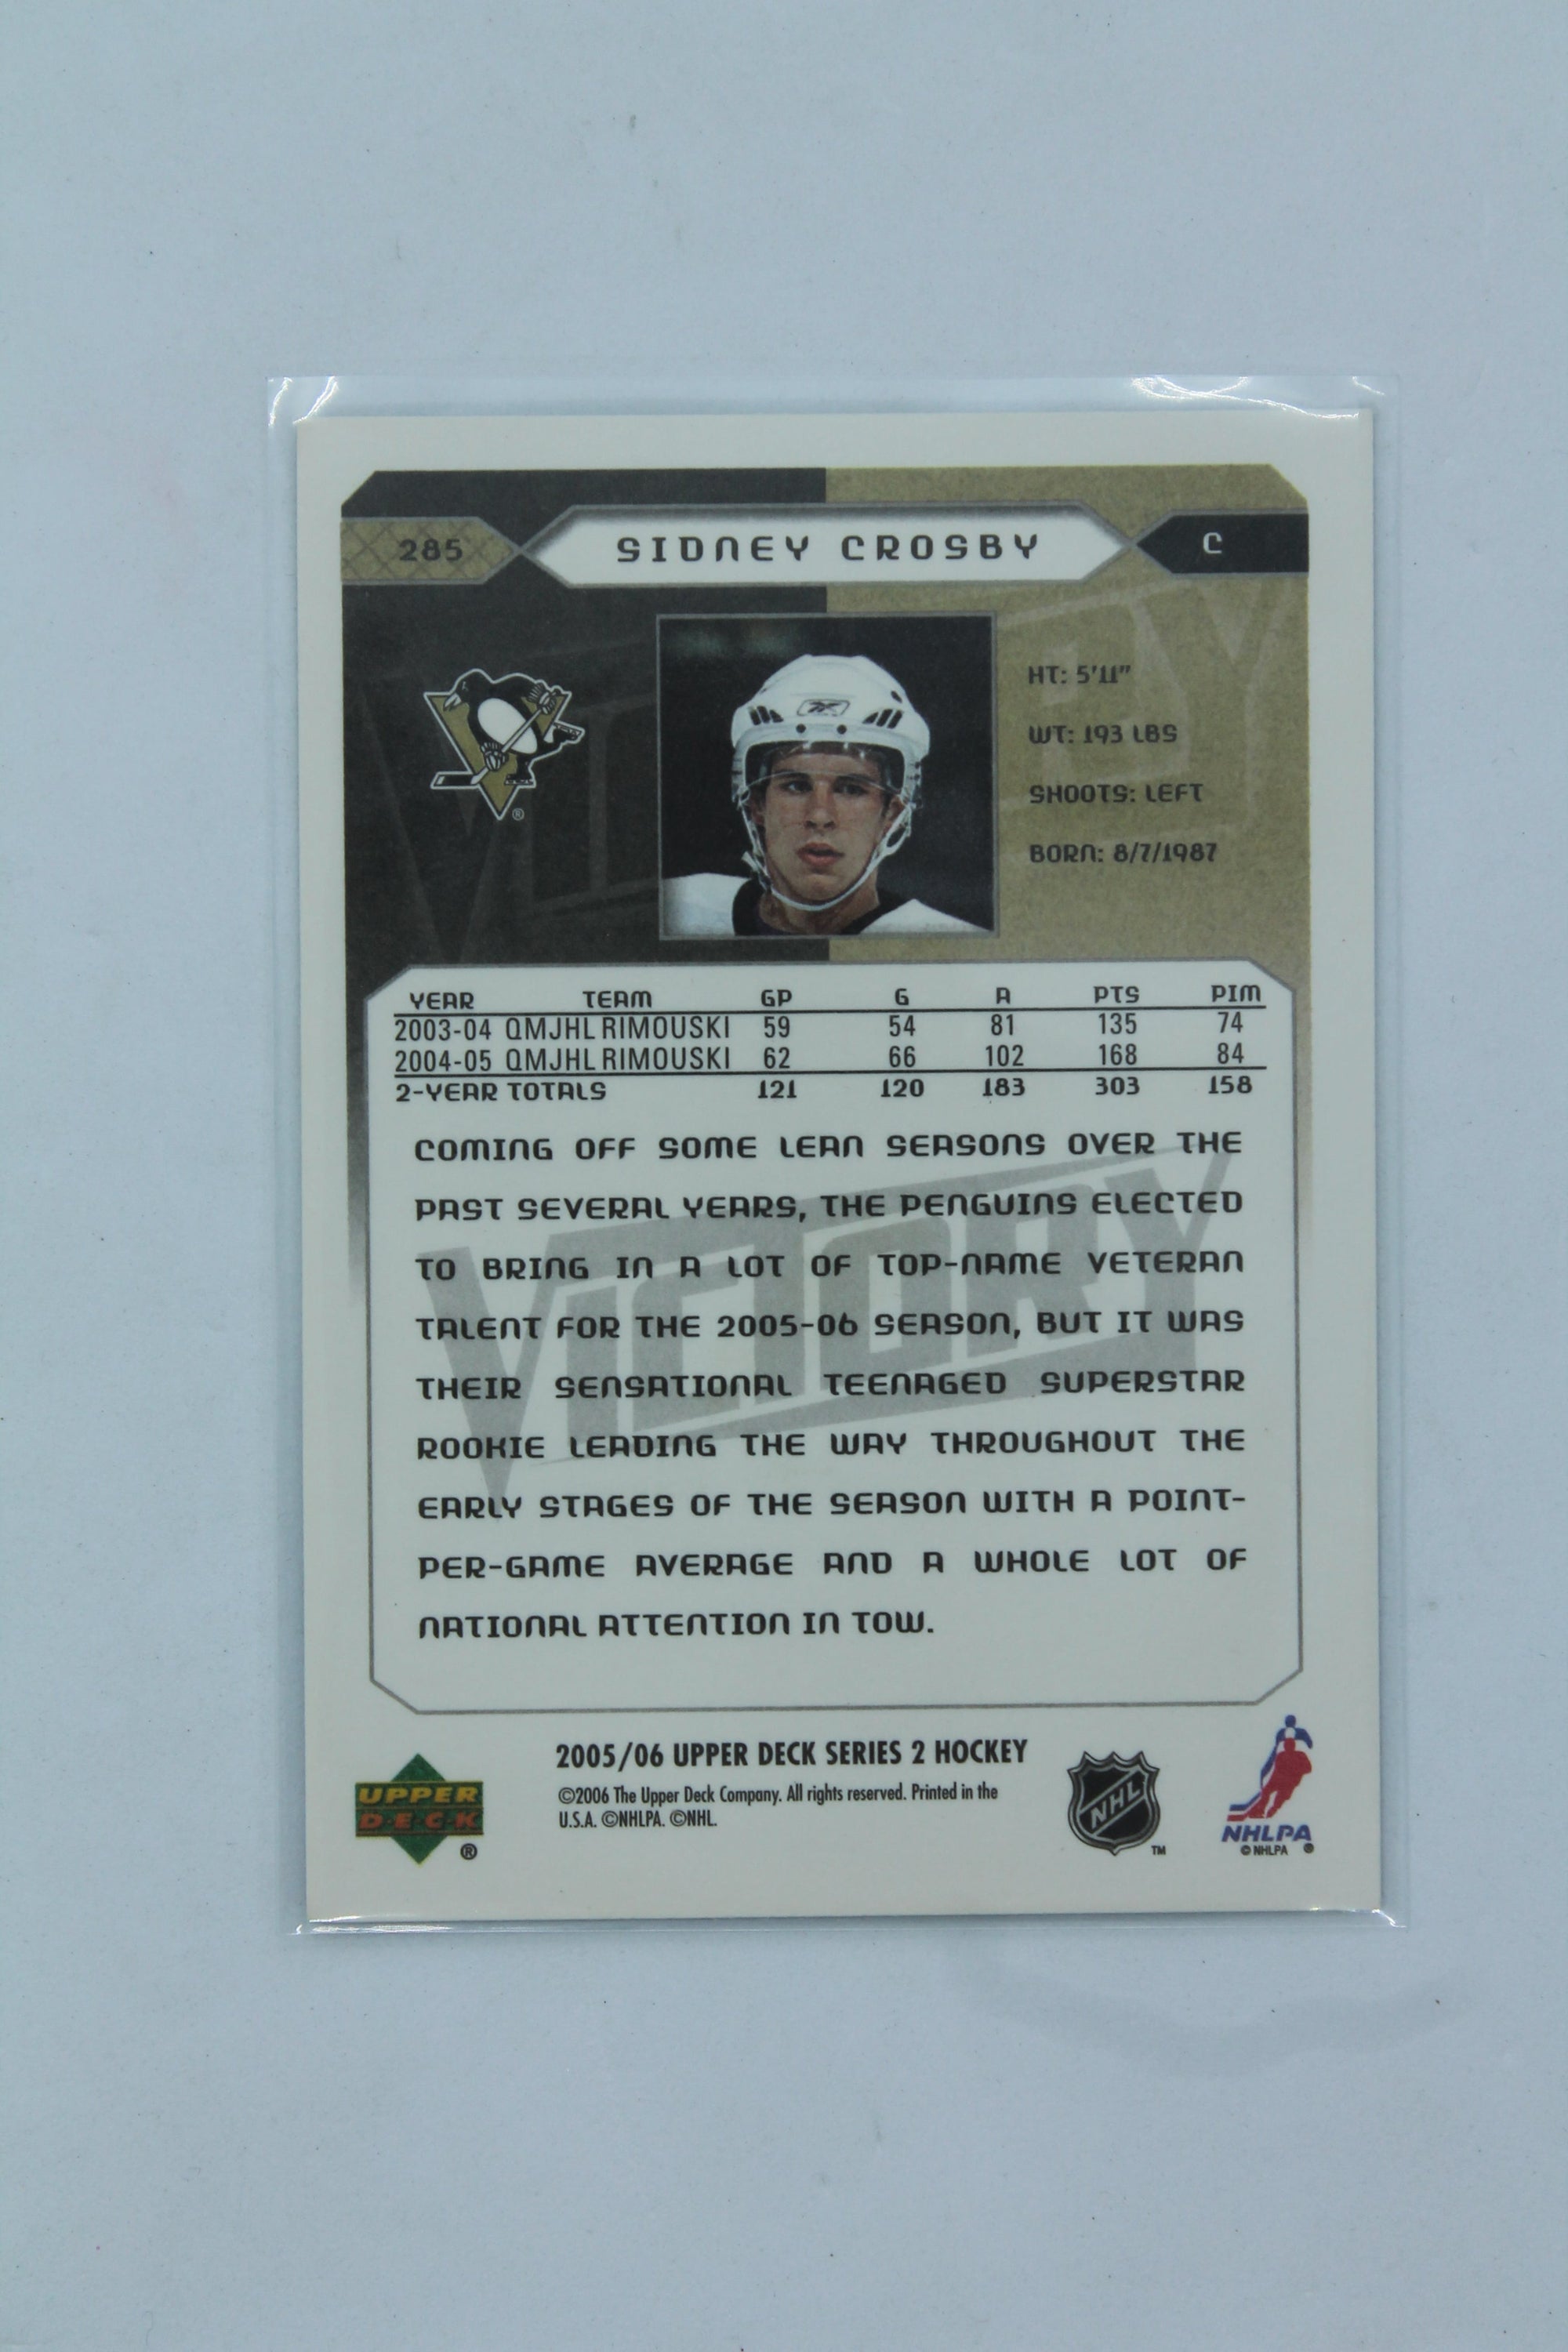 285 SIDNEY CROSBY C
HT: 5'11"
WT: 193 LBS
SHOOTS: LEFT
BORN: 8/7/1987
YEAR TEAM GP G A PTS PIM
2003-04 QMJHL RIMOUSKI 59 54 81 135 74
2004-05 QMJHL RIMOUSKI 62 66 102 168 84
2-YEAR TOTALS 121 120 183 303 158
COMING OFF SOME LEAN SEASONS OVER THE
PAST SEVERAL YEARS, THE PENGUINS ELECTED
TO BRING IN A LOT OF TOP-NAME VETERAN
TALENT FOR THE 2005-06 SEASON, BUT IT WAS
THEIR SENSATIONAL TEENAGED SUPERSTAR
ROOKIE LEADING THE WAY THROUGHOUT THE
EARLY STAGES OF THE SEASON WITH A POINT-
PER-GAME AVERAGE AND A WHOLE LOT OF
NATIONAL ATTENTION IN TOW.
VICTORY
2005/06 UPPER DECK SERIES 2 HOCKEY
©2006 The Upper Deck Company. All rights reserved. Printed in the
U.S.A. ©NHLPA. ©NHL.
UPPER
D·E·C·K
®
NHL
TM
NHLPA
© NHLPA ®